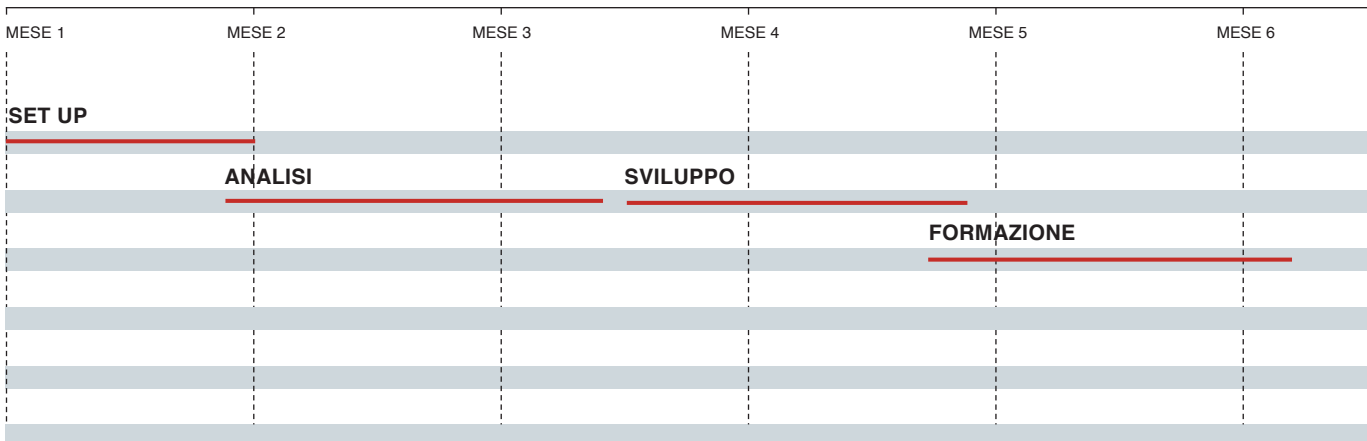 MESE 1 MESE 2 MESE 3 MESE 4 MESE 5 MESE 6
SET UP
ANALISI SVILUPPO
FORMAZIONE